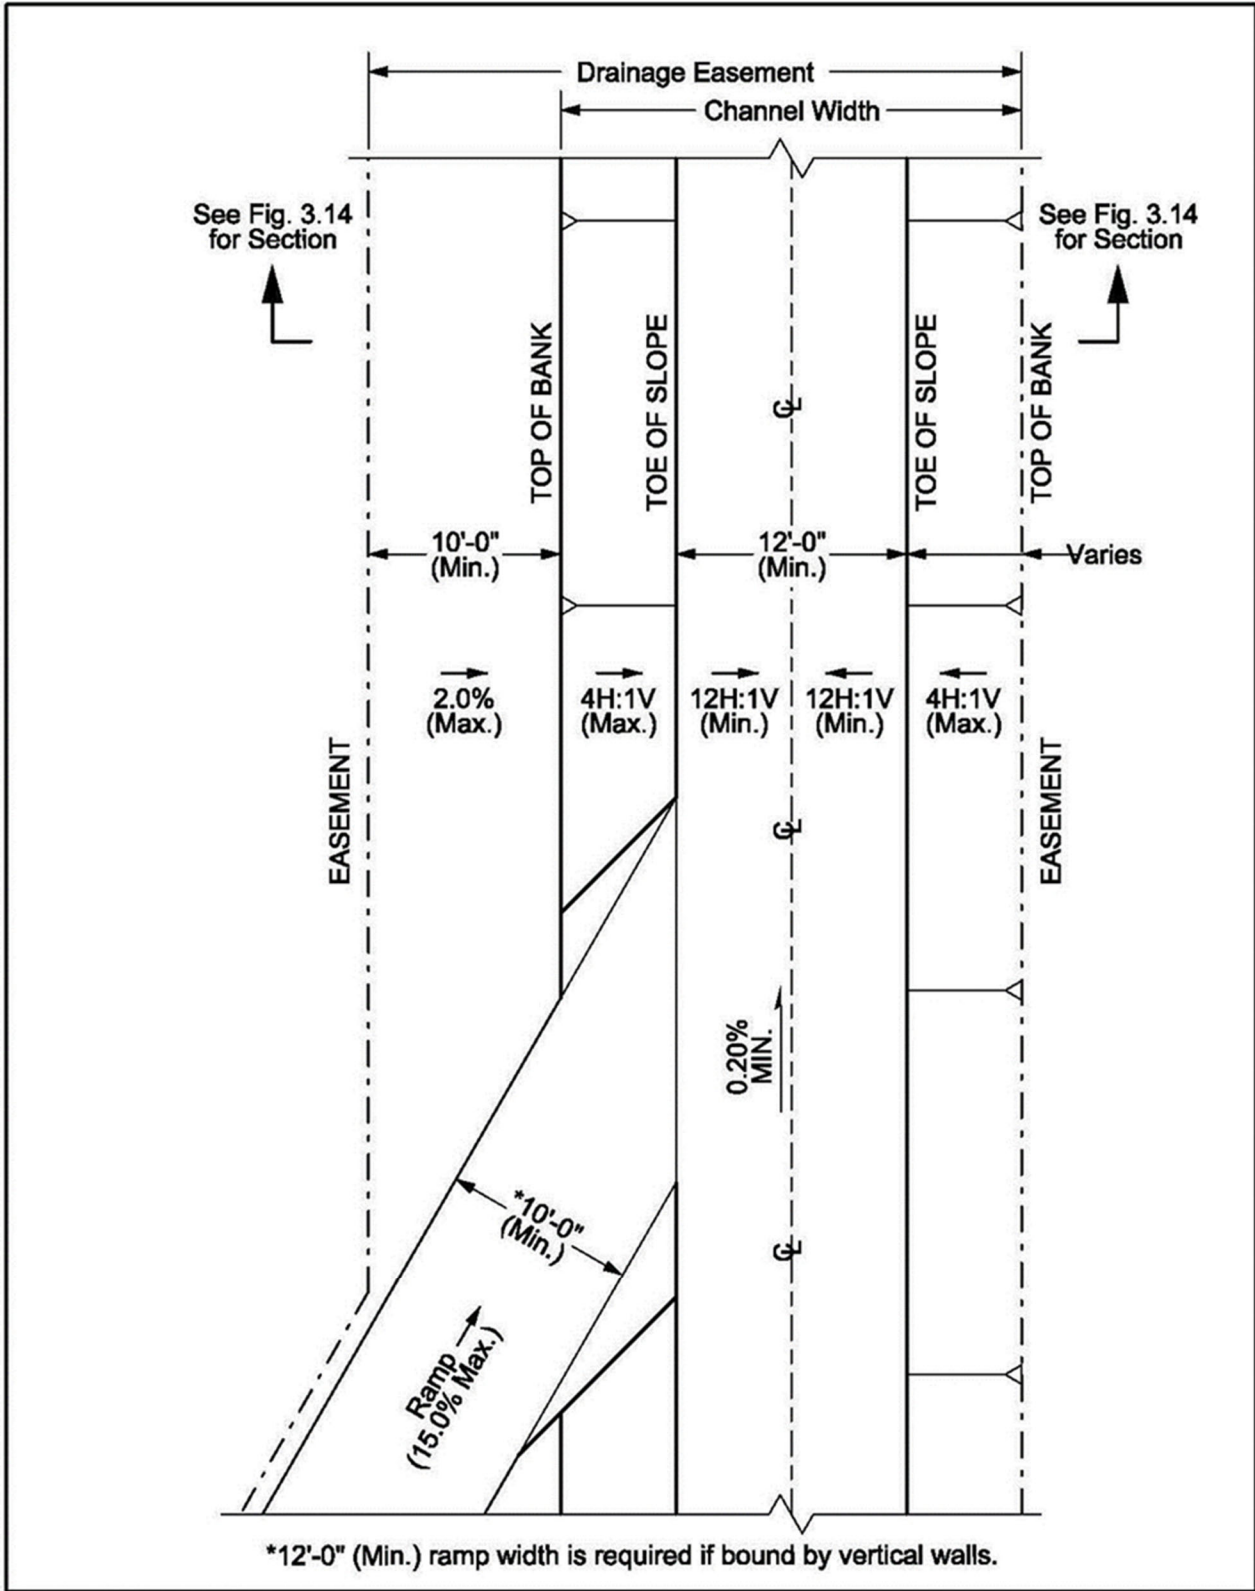 Drainage Easement
Channel Width
See Fig. 3.14
for Section
See Fig. 3.14
for Section
TOP OF BANK
TOE OF SLOPE
℄
TOE OF SLOPE
TOP OF BANK
10'-0"
(Min.)
12'-0"
(Min.)
Varies
2.0%
(Max.)
4H:1V
(Max.)
12H:1V
(Min.)
12H:1V
(Min.)
4H:1V
(Max.)
EASEMENT
℄
EASEMENT
0.20%
MIN.
*10'-0"
(Min.)
℄
Ramp
(15.0% Max.)
*12'-0" (Min.) ramp width is required if bound by vertical walls.